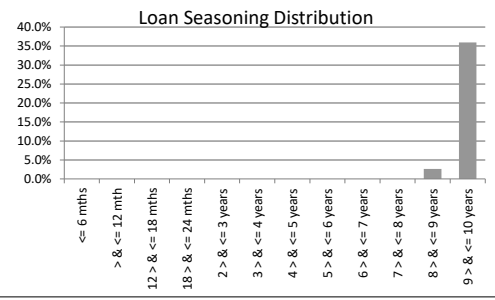 Loan Seasoning Distribution
40.0%
35.0%
30.0%
25.0%
20.0%
15.0%
10.0%
5.0%
0.0%
<= 6 mths
> & <= 12 mth
12 > & <= 18 mths
18 > & <= 24 mths
2 > & <= 3 years
3 > & <= 4 years
4 > & <= 5 years
5 > & <= 6 years
6 > & <= 7 years
7 > & <= 8 years
8 > & <= 9 years
9 > & <= 10 years